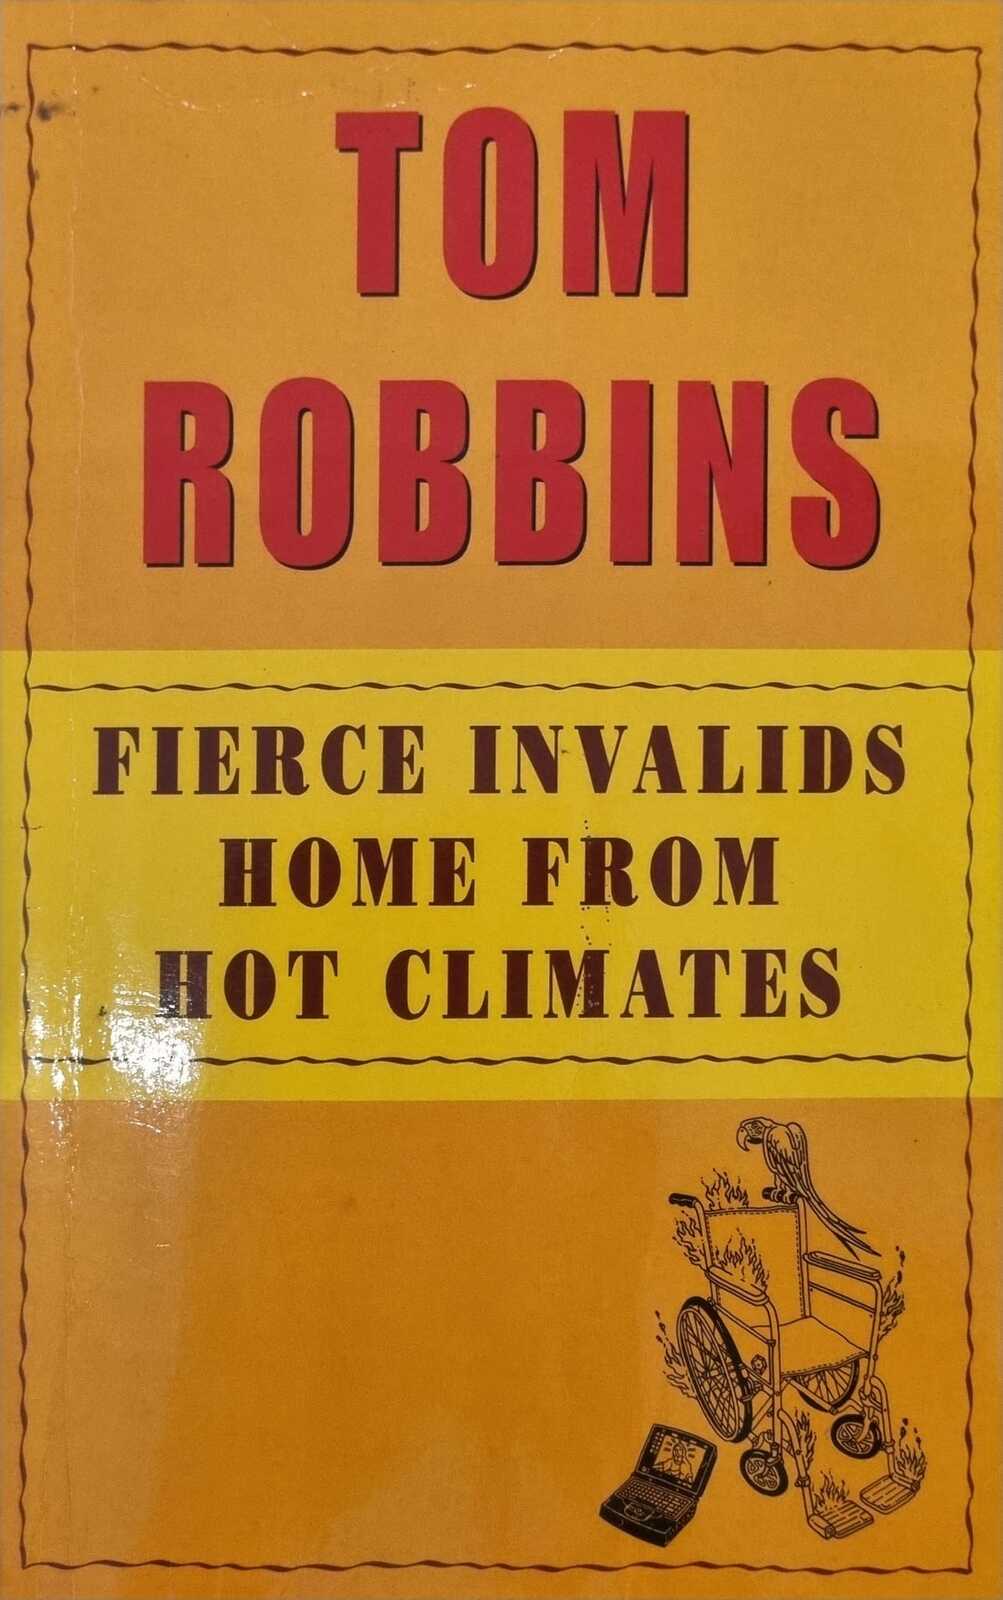 TOM
ROBBINS
FIERCE INVALIDS
HOME FROM
HOT CLIMATES